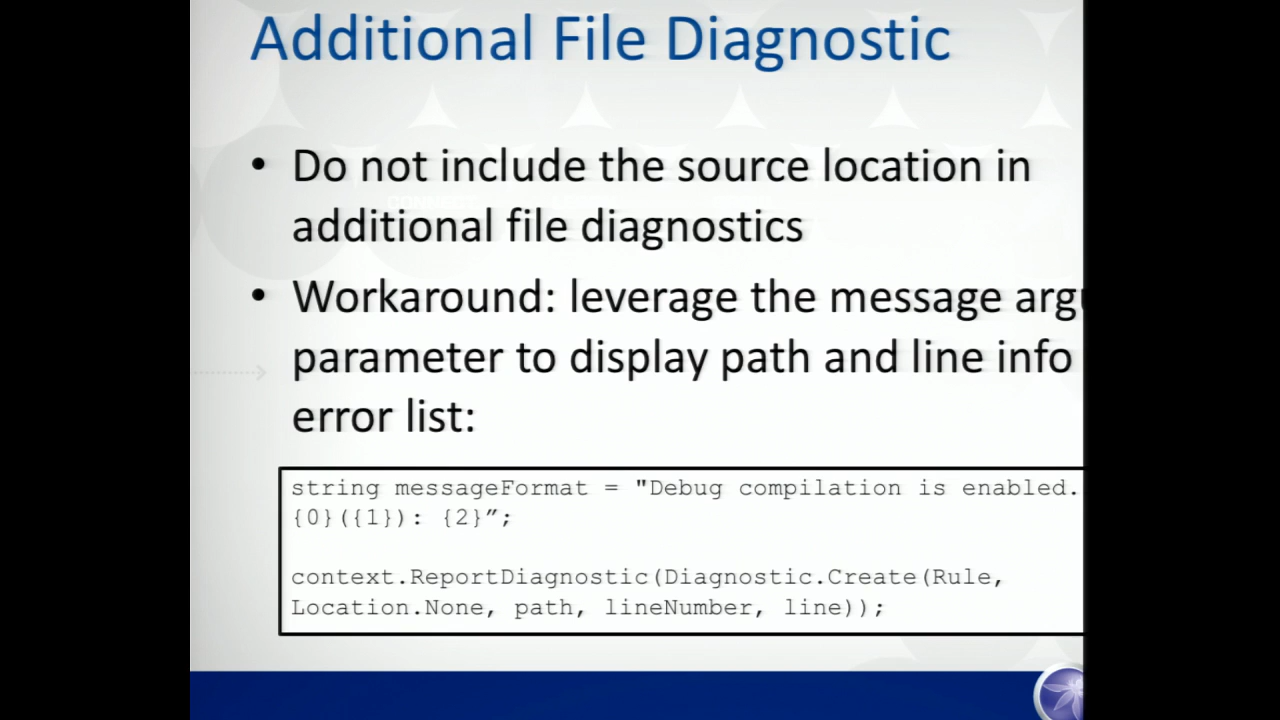 Additional File Diagnostic
• Do not include the source location in
additional file diagnostics
• Workaround: leverage the message argu
parameter to display path and line info
error list:
string messageFormat = "Debug compilation is enabled.
{0}({1}): {2}”;
context.ReportDiagnostic(Diagnostic.Create(Rule,
Location.None, path, lineNumber, line));